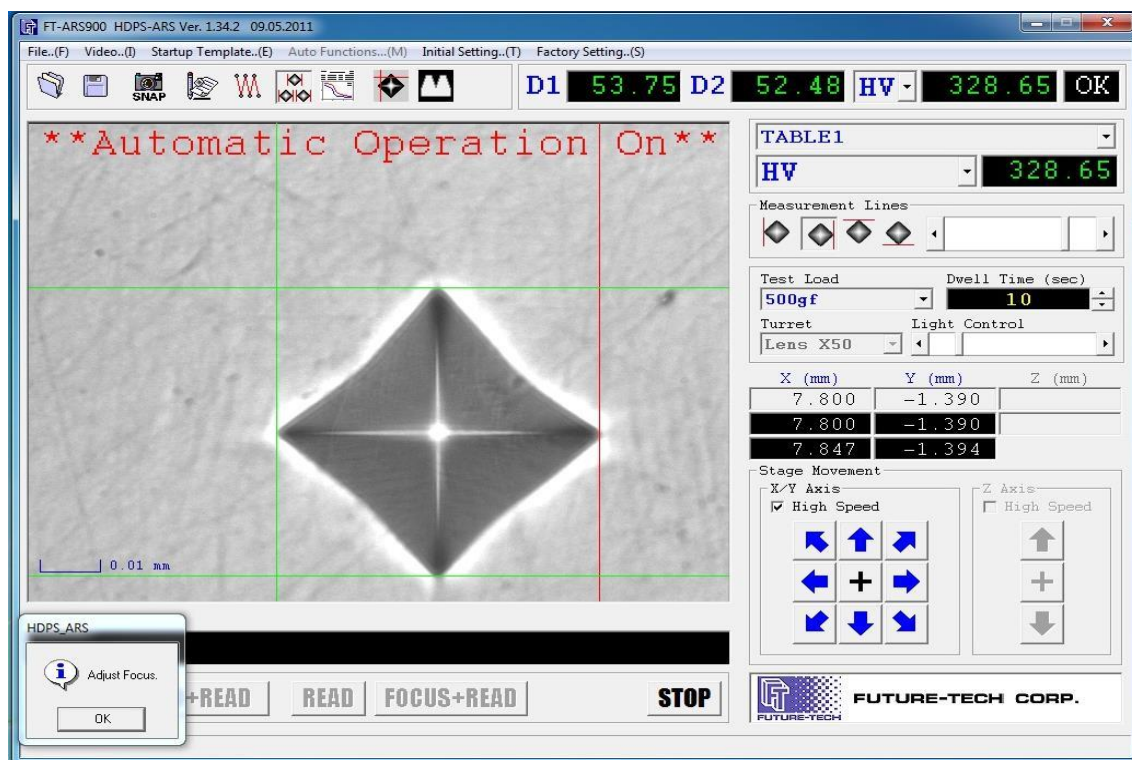 FT-ARS900 HDPS-ARS Ver. 1.34.2 09.05.2011
File..(F) Video..(I) Startup Template..(E) Auto Functions...(M) Initial Setting..(T) Factory Setting..(S)
SNAP
D1 53.75 D2 52.48 HV 328.65 OK
**Automatic Operation On**
0.01 mm
TABLE1
HV 328.65
Measurement Lines
Test Load Dwell Time (sec)
500gf 10
Turret Light Control
Lens X50
X (mm) Y (mm) Z (mm)
7.800 -1.390
7.800 -1.390
7.847 -1.394
Stage Movement
X/Y Axis Z Axis
High Speed High Speed
HDPS_ARS
Adjust Focus.
OK
+READ READ FOCUS+READ STOP
FUTURE-TECH
FUTURE-TECH CORP.